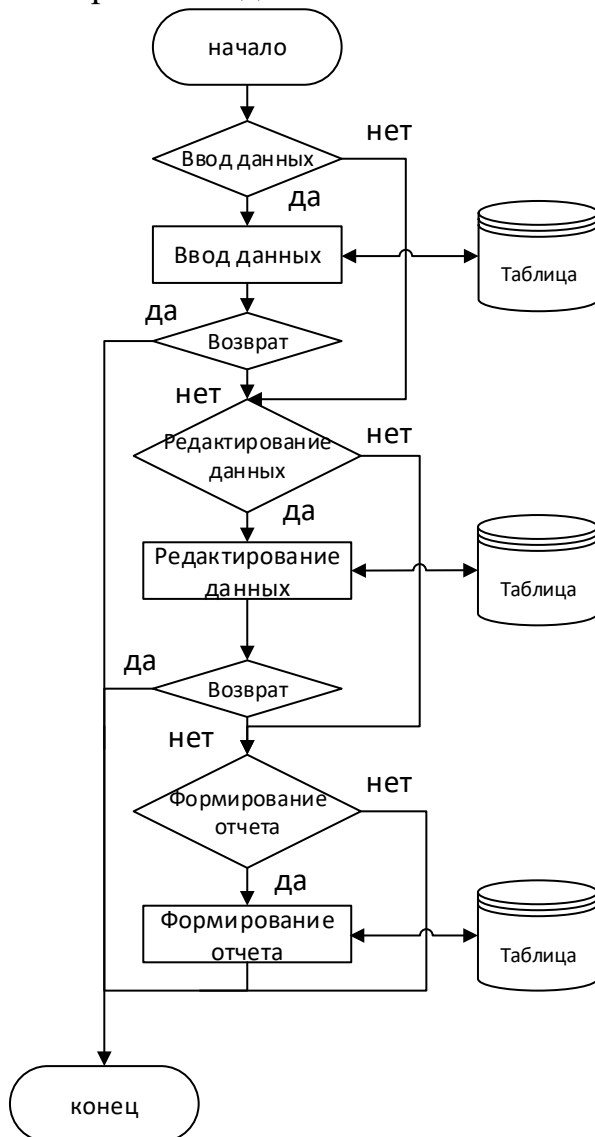 начало
нет
Ввод данных
да
Ввод данных
Таблица
да
Возврат
нет
Редактирование
данных
нет
да
Редактирование
данных
Таблица
да
Возврат
нет
Формирование
отчета
нет
да
Формирование
отчета
Таблица
конец